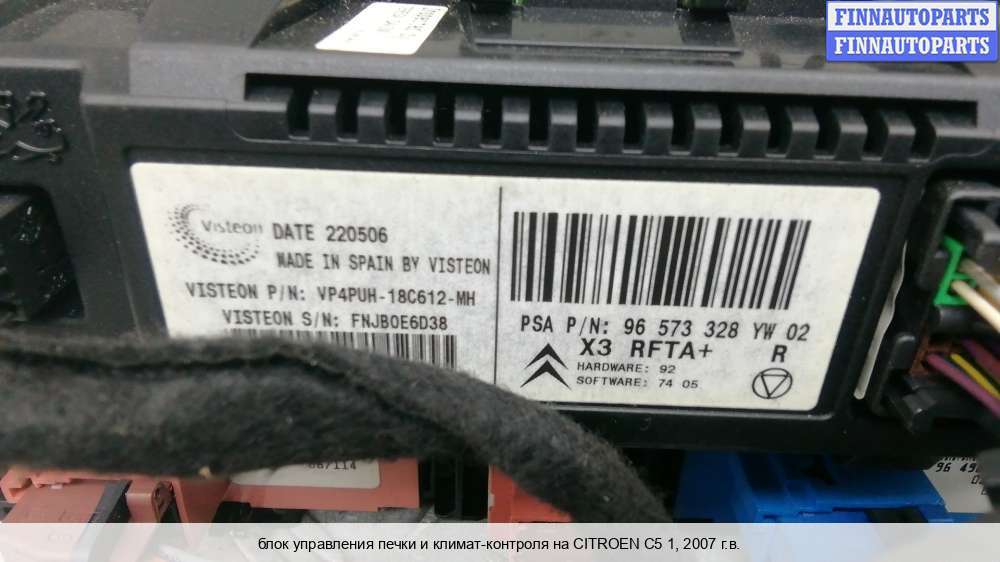 FINNAUTOPARTS
FINNAUTOPARTS
Visteon
DATE 220506
MADE IN SPAIN BY VISTEON
VISTEON P/N: VP4PUH-18C612-MH
VISTEON S/N: FNJB0E6D38
PSA P/N: 96 573 328 YW 02
X3 RFTA+ R
HARDWARE: 92
SOFTWARE: 74 05
блок управления печки и климат-контроля на CITROEN C5 1, 2007 г.в.